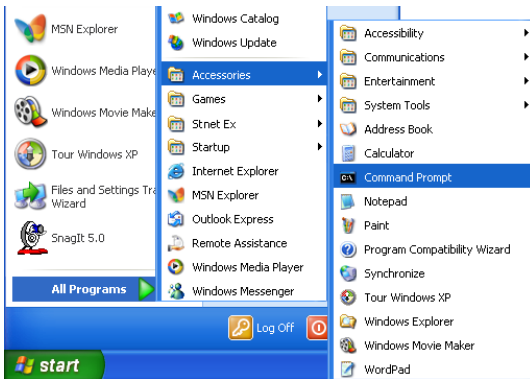 MSN Explorer
Windows Media Playe
Windows Movie Make
Tour Windows XP
Files and Settings Tra
Wizard
SnagIt 5.0
All Programs
Windows Catalog
Windows Update
Accessories
Games
Stnet Ex
Startup
Internet Explorer
MSN Explorer
Outlook Express
Remote Assistance
Windows Media Player
Windows Messenger
Accessibility
Communications
Entertainment
System Tools
Address Book
Calculator
Command Prompt
Notepad
Paint
Program Compatibility Wizard
Synchronize
Tour Windows XP
Windows Explorer
Windows Movie Maker
WordPad
Log Off
start